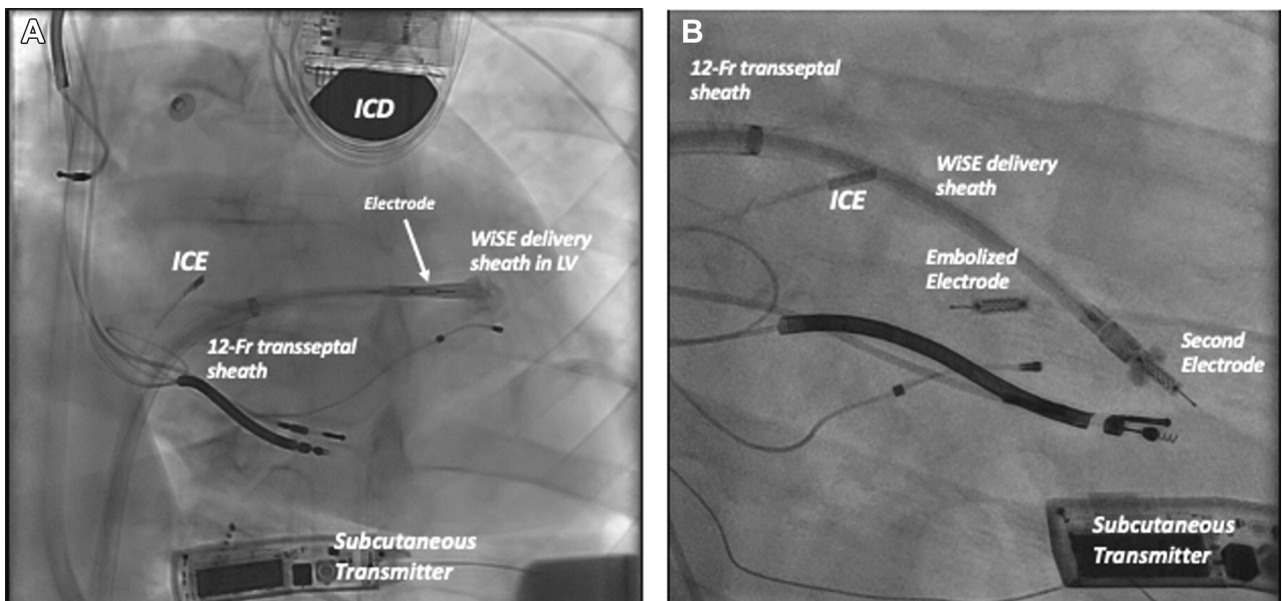 A
ICD
Electrode
WiSE delivery
sheath in LV
ICE
12-Fr transseptal
sheath
Subcutaneous
Transmitter
B
12-Fr transseptal
sheath
WiSE delivery
sheath
ICE
Embolized
Electrode
Second
Electrode
Subcutaneous
Transmitter